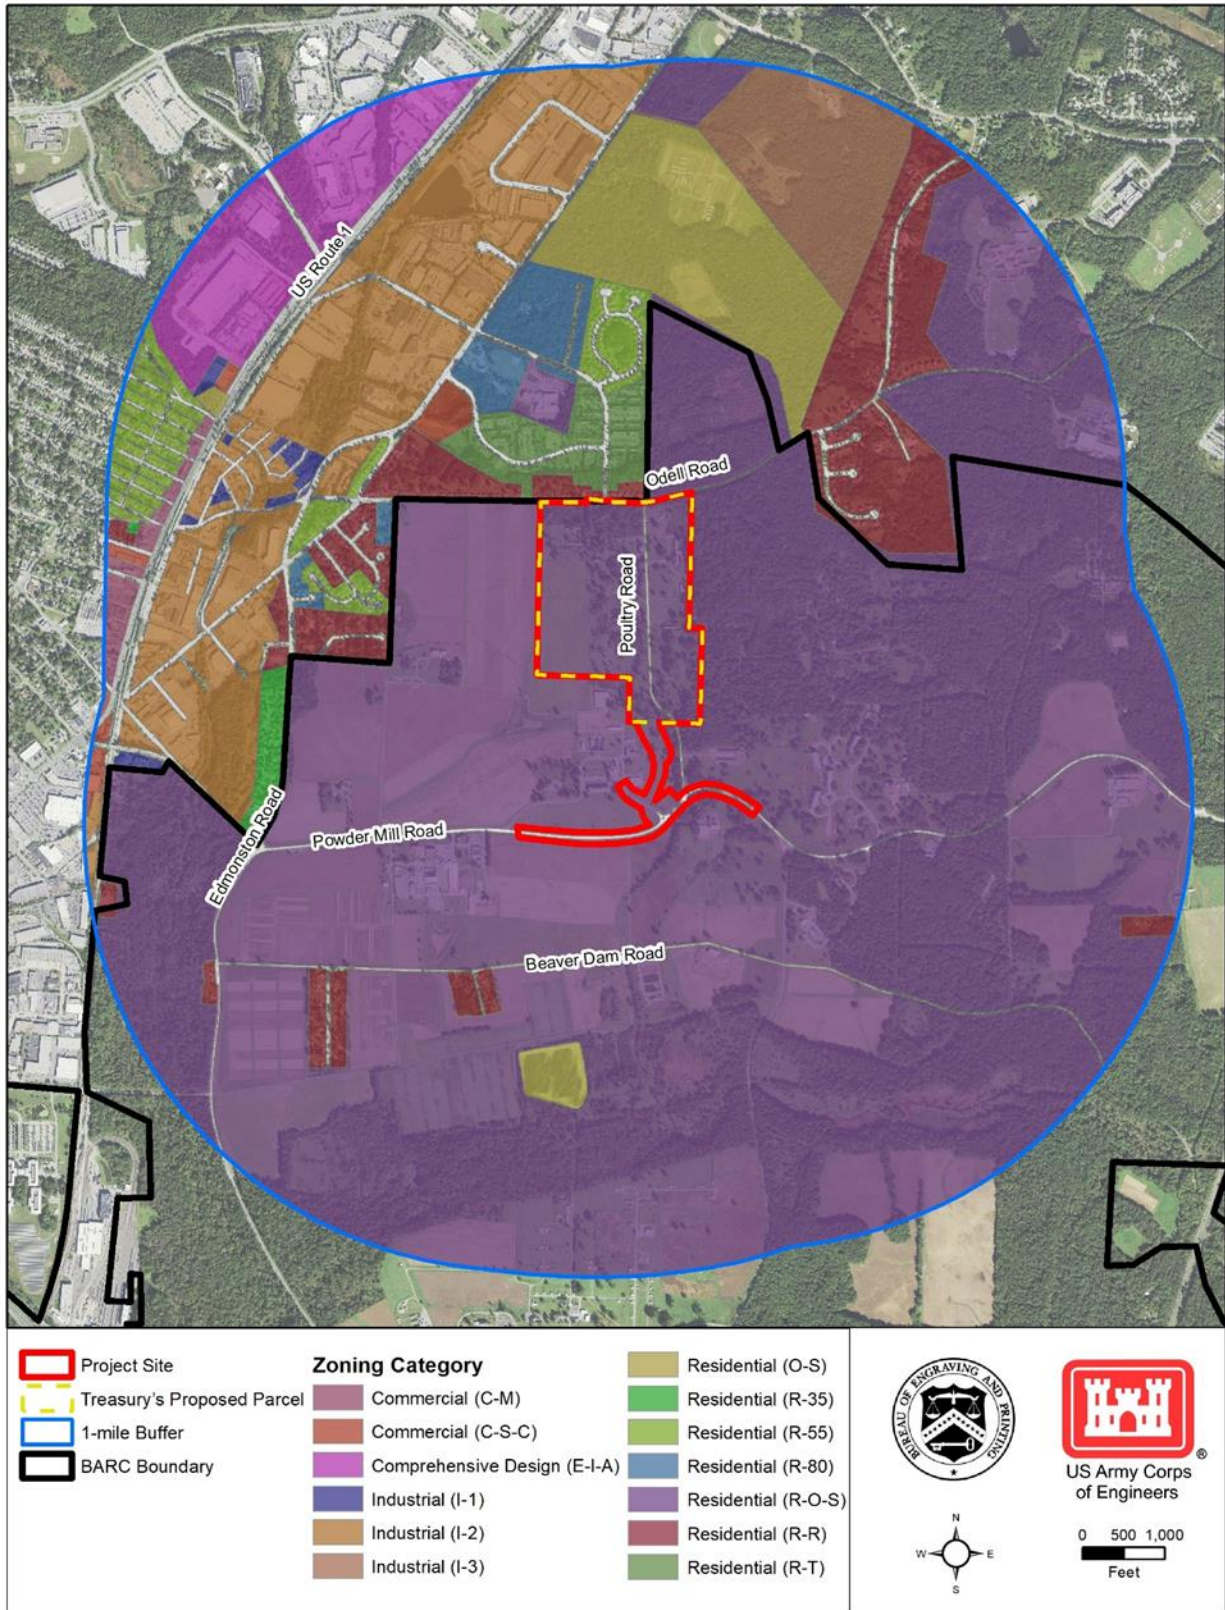 US Route 1
Odell Road
Poultry Road
Edmonston Road
Powder Mill Road
Beaver Dam Road
Project Site
Treasury's Proposed Parcel
1-mile Buffer
BARC Boundary
Zoning Category
Commercial (C-M)
Commercial (C-S-C)
Comprehensive Design (E-I-A)
Industrial (I-1)
Industrial (I-2)
Industrial (I-3)
Residential (O-S)
Residential (R-35)
Residential (R-55)
Residential (R-80)
Residential (R-O-S)
Residential (R-R)
Residential (R-T)
BUREAU OF ENGRAVING AND PRINTING
®
US Army Corps
of Engineers
N
W E
S
0 500 1,000
Feet